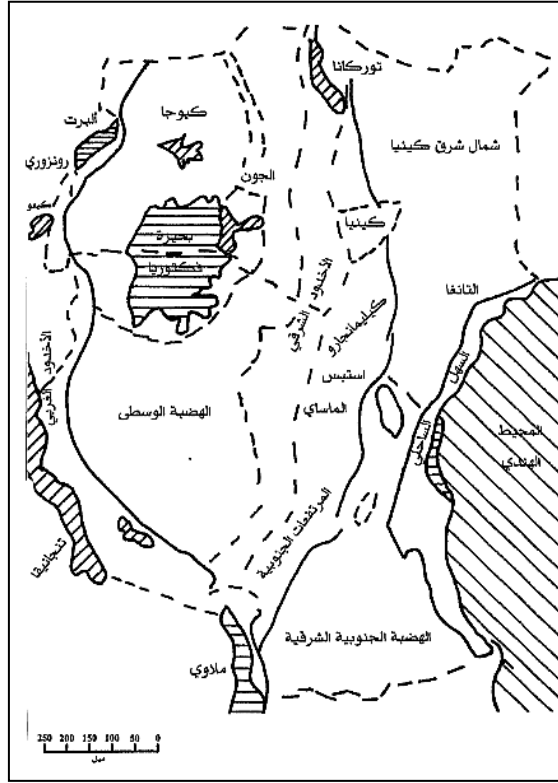 توركانا
كيوجا
البرت
شمال شرق كينيا
رونزوري
الجون
كينيا
بحيرة
فكتوريا
التانفا
الأخدود
الشرقي
كيليمانجارو
السهل
الساحلي
استبس
الماساي
الأخدود
الغربي
الهضبة الوسطى
المحيط
الهندي
المرتفعات الجنوبية
تنجانيقا
الهضبة الجنوبية الشرقية
ملاوي
250 200 150 100 50 0
ميل